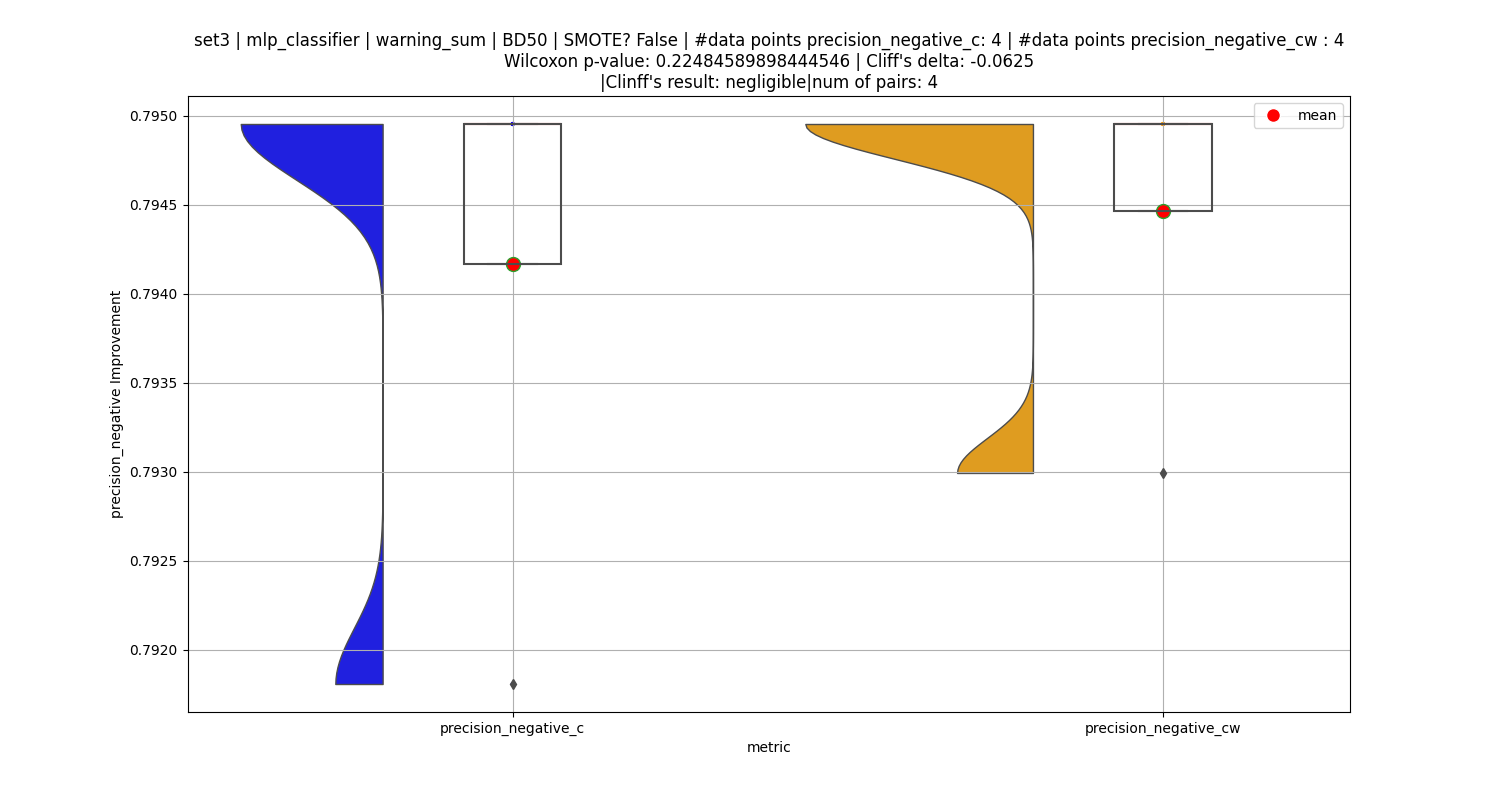 set3 | mlp_classifier | warning_sum | BD50 | SMOTE? False | #data points precision_negative_c: 4 | #data points precision_negative_cw : 4
Wilcoxon p-value: 0.22484589898444546 | Cliff's delta: -0.0625
|Clinff's result: negligible|num of pairs: 4
mean
0.7950
0.7945
0.7940
0.7935
0.7930
0.7925
0.7920
precision_negative Improvement
precision_negative_c
precision_negative_cw
metric